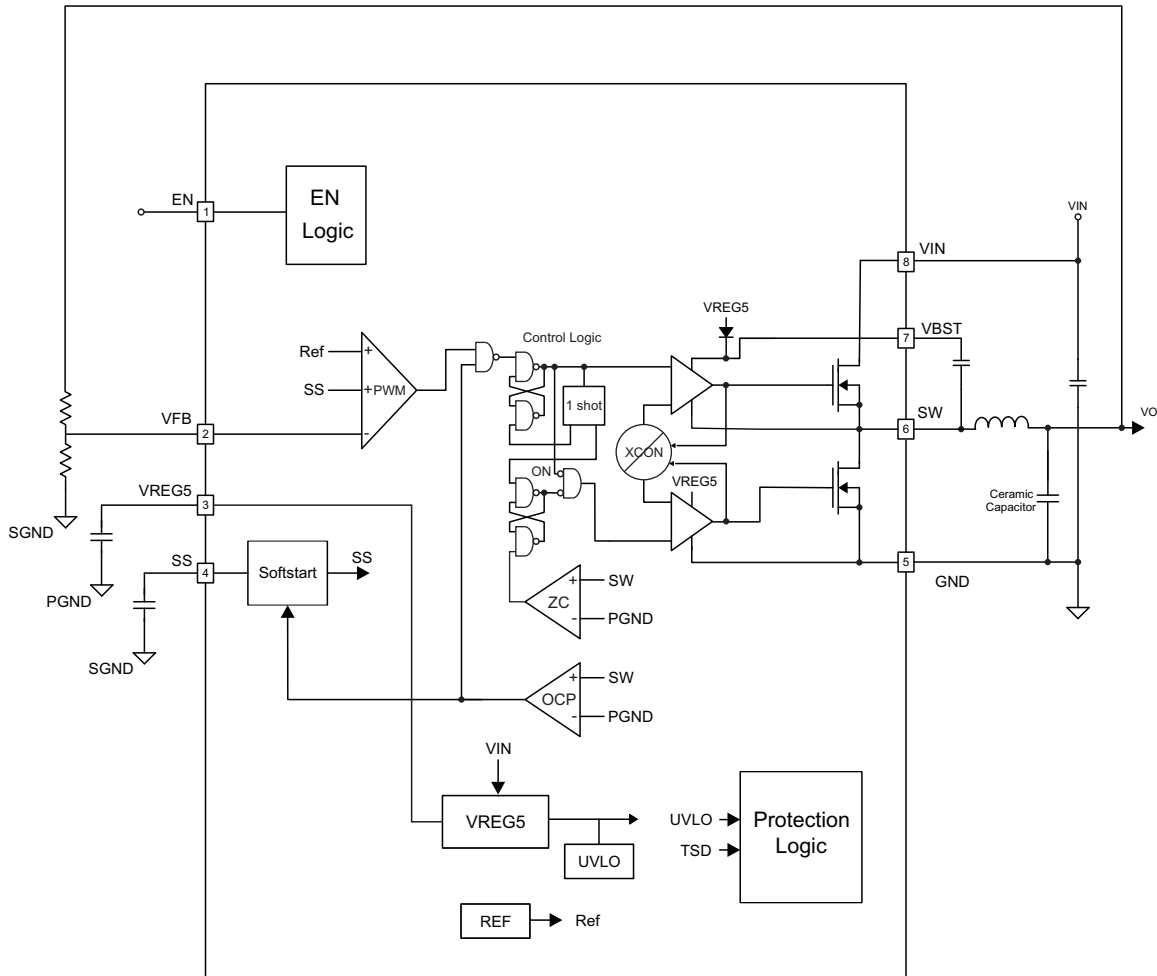 EN
1
EN
Logic
VIN
VIN
8
VREG5
VBST
7
Control Logic
Ref
+
SS
+
PWM
-
1 shot
VFB
2
SW
6
VO
XCON
ON
VREG5
Ceramic
Capacitor
VREG5
3
SGND
SS
4
Softstart
SS
5
GND
PGND
SGND
+
SW
ZC
-
PGND
+
SW
OCP
-
PGND
VIN
VREG5
UVLO
UVLO
TSD
Protection
Logic
REF
Ref